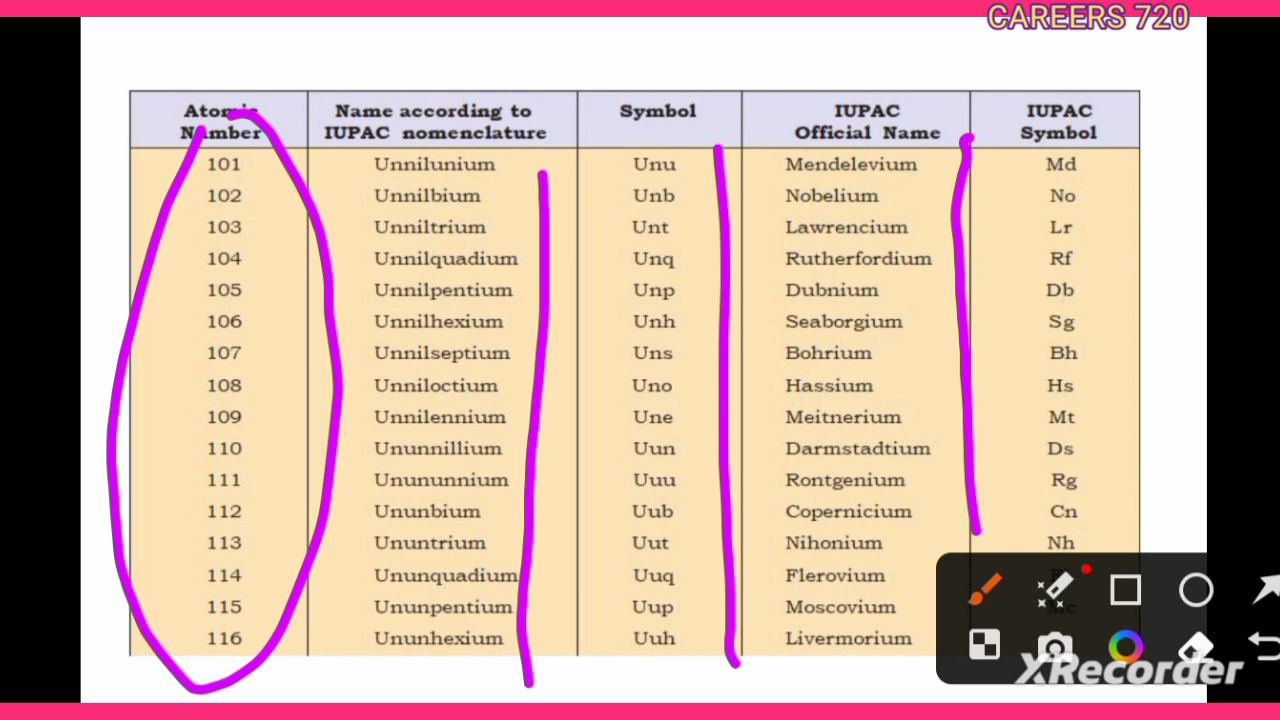 CAREERS 720
Atomic Number Name according to IUPAC nomenclature Symbol IUPAC Official Name IUPAC Symbol
101 Unnilunium Unu Mendelevium Md
102 Unnilbium Unb Nobelium No
103 Unniltrium Unt Lawrencium Lr
104 Unnilquadium Unq Rutherfordium Rf
105 Unnilpentium Unp Dubnium Db
106 Unnilhexium Unh Seaborgium Sg
107 Unnilseptium Uns Bohrium Bh
108 Unniloctium Uno Hassium Hs
109 Unnilennium Une Meitnerium Mt
110 Ununnillium Uun Darmstadtium Ds
111 Unununnium Uuu Rontgenium Rg
112 Ununbium Uub Copernicium Cn
113 Ununtrium Uut Nihonium Nh
114 Ununquadium Uuq Flerovium
115 Ununpentium Uup Moscovium Mc
116 Ununhexium Uuh Livermorium
XRecorder